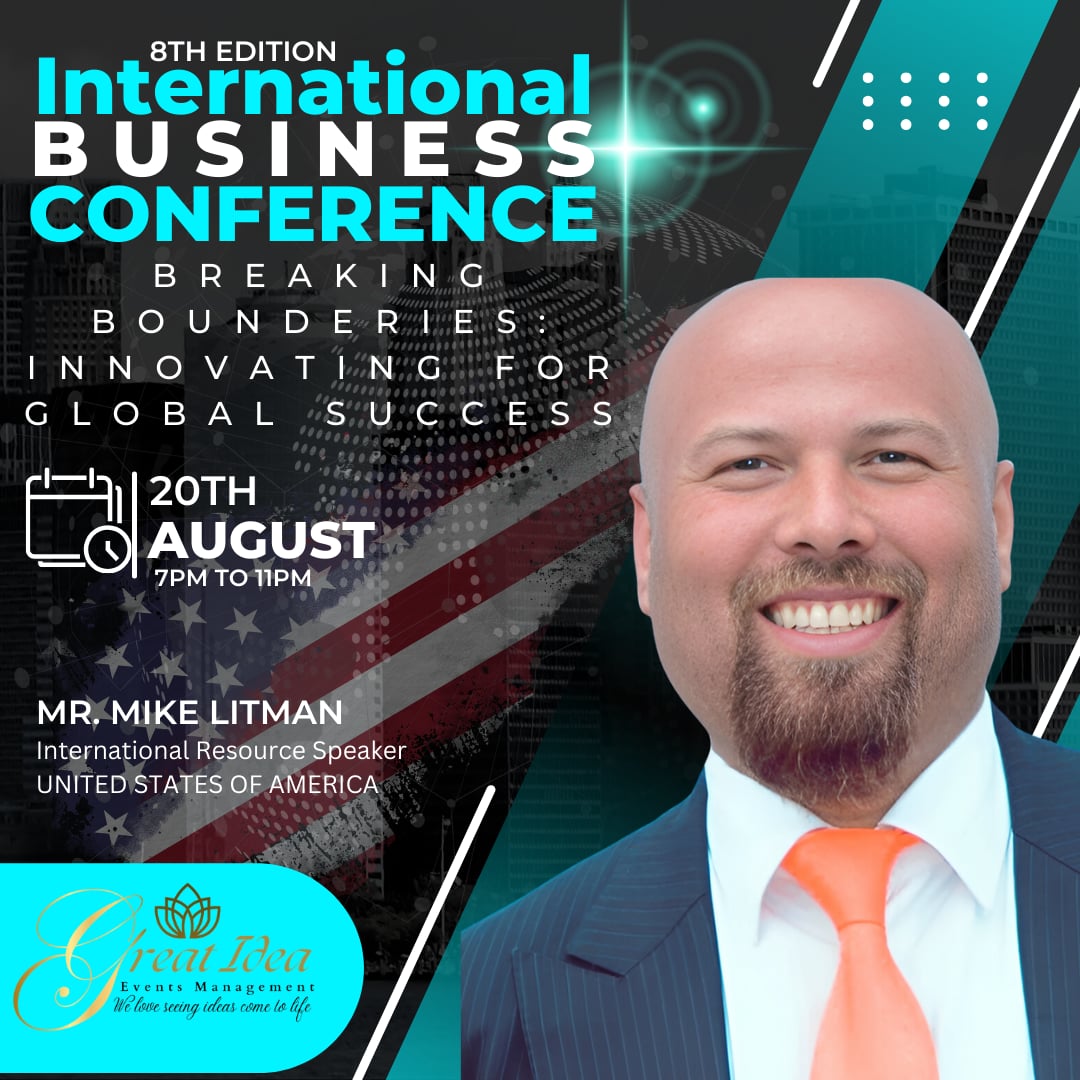 8TH EDITION
International
BUSINESS
CONFERENCE
BREAKING
BOUNDERIES:
INNOVATING FOR
GLOBAL SUCCESS
20TH
AUGUST
7PM TO 11PM
MR. MIKE LITMAN
International Resource Speaker
UNITED STATES OF AMERICA
Great Idea
Events Management
We love seeing ideas come to life